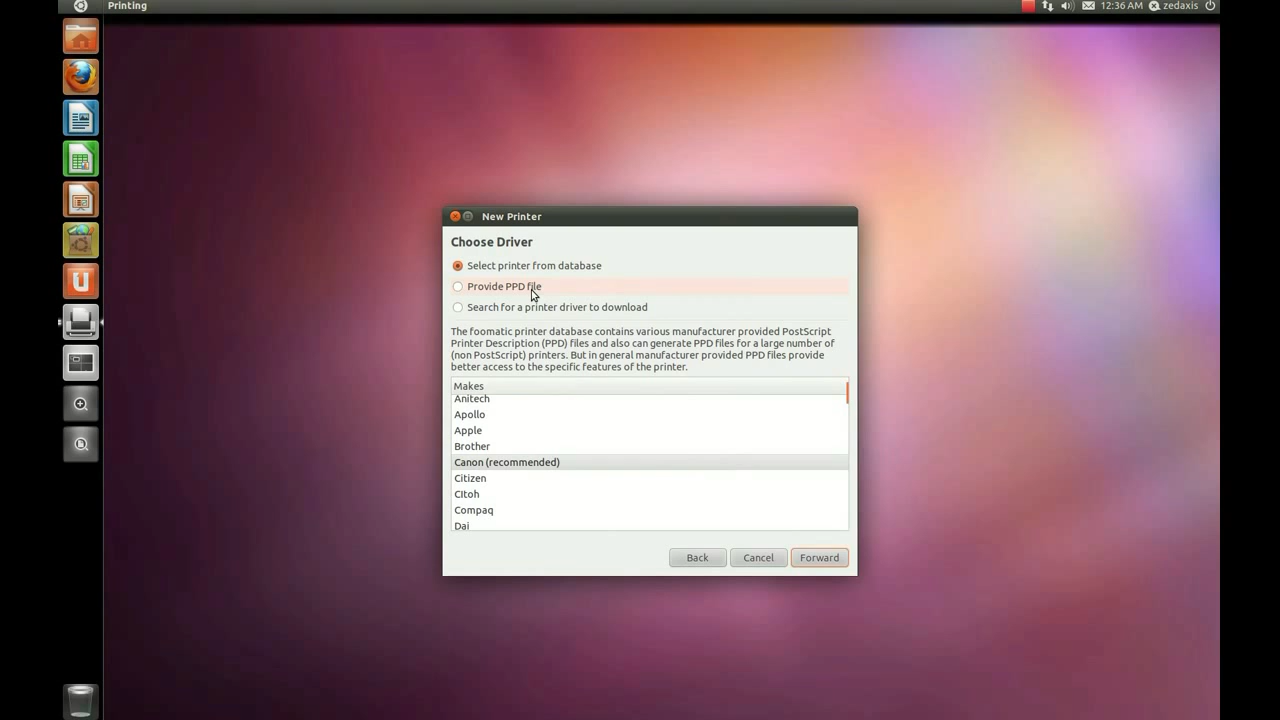 Printing
12:36 AM
zedaxis
New Printer
Choose Driver
Select printer from database
Provide PPD file
Search for a printer driver to download
The foomatic printer database contains various manufacturer provided PostScript
Printer Description (PPD) files and also can generate PPD files for a large number of
(non PostScript) printers. But in general manufacturer provided PPD files provide
better access to the specific features of the printer.
Makes
Anitech
Apollo
Apple
Brother
Canon (recommended)
Citizen
CItoh
Compaq
Dai
Back
Cancel
Forward